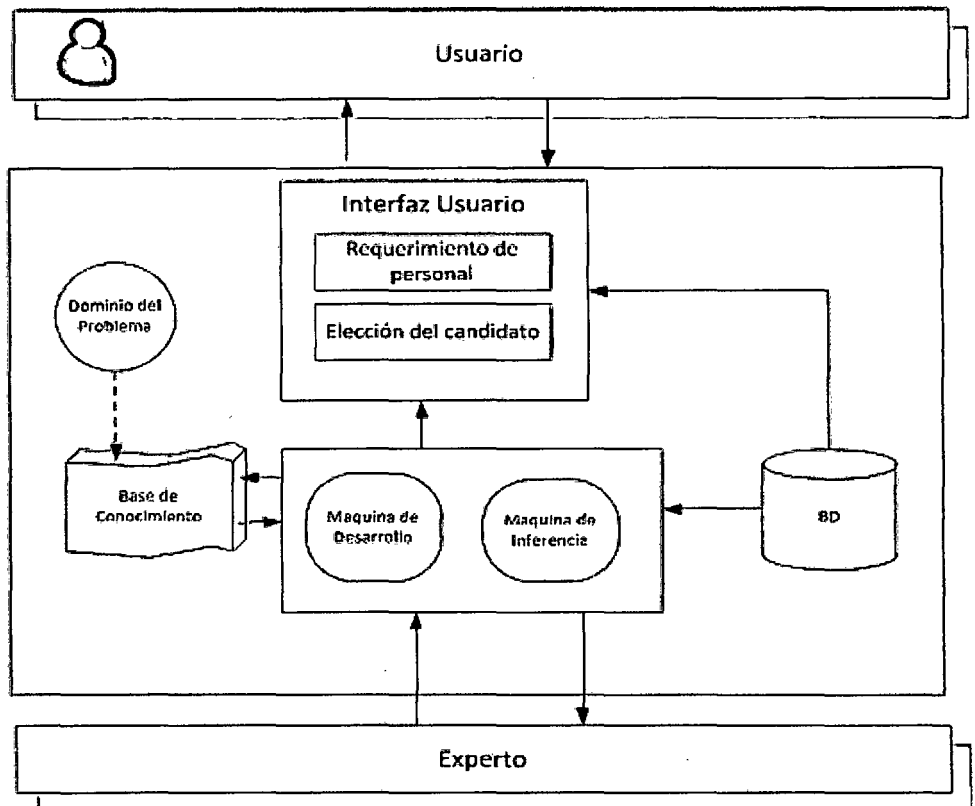 Usuario
Interfaz Usuario
Requerimiento de
personal
Elección del candidato
Dominio del
Problema
Base de
Conocimiento
Maquina de
Desarrollo
Maquina de
Inferencia
BD
Experto